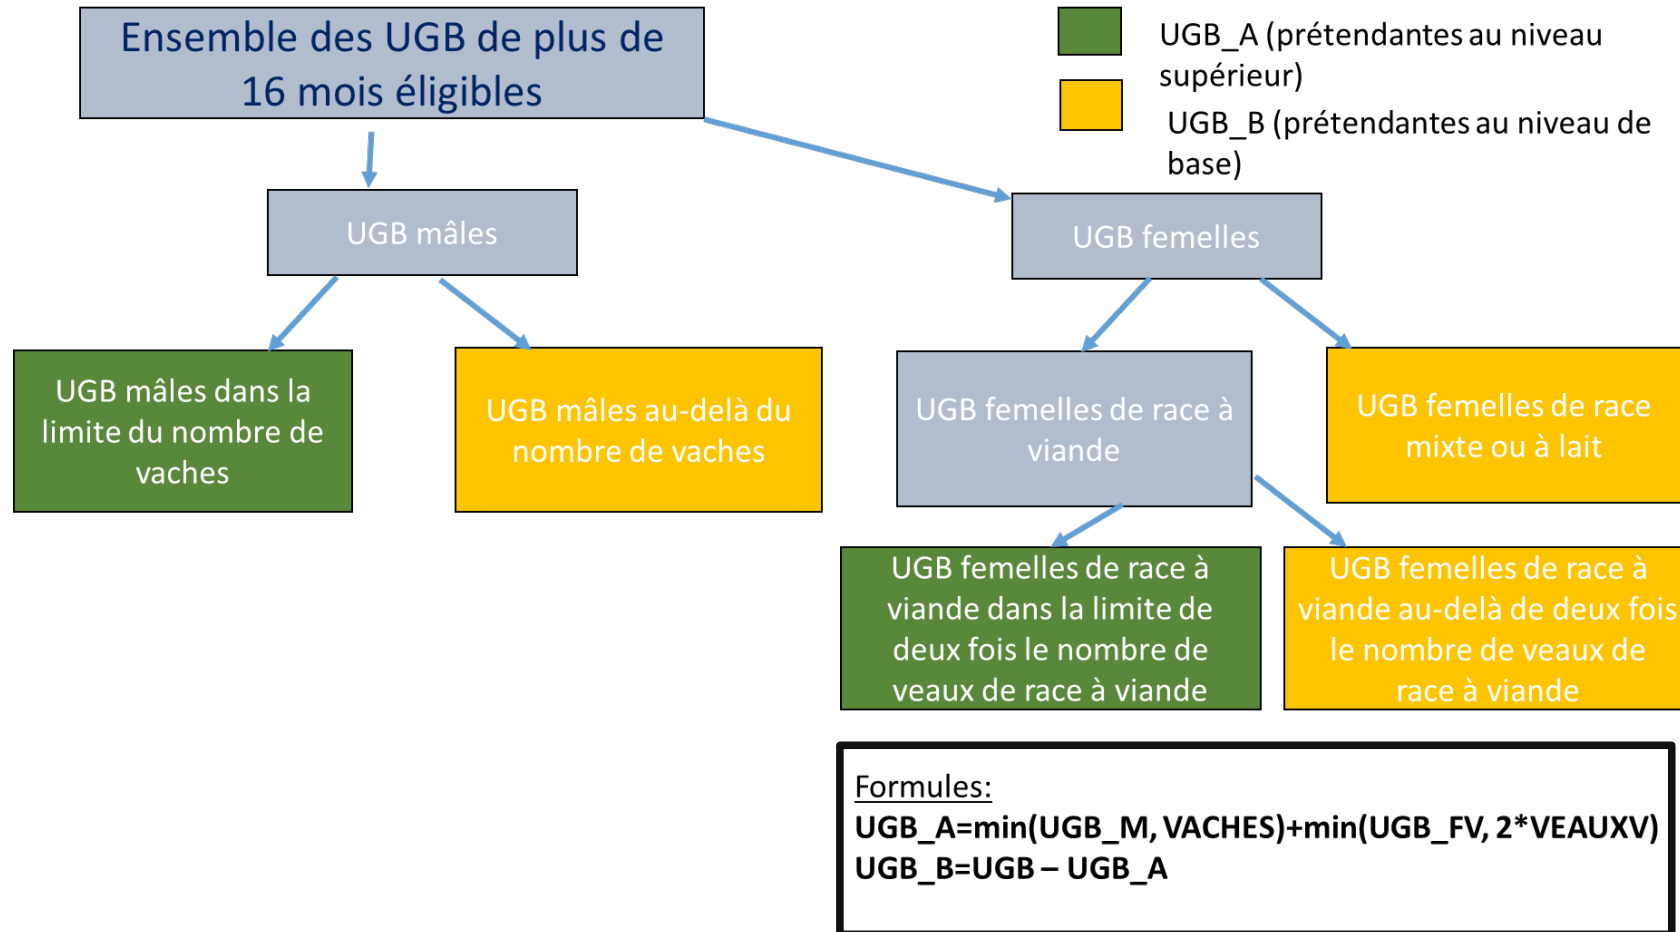 Ensemble des UGB de plus de
16 mois éligibles
UGB_A (prétendantes au niveau
supérieur)
UGB_B (prétendantes au niveau de
base)
UGB mâles
UGB femelles
UGB mâles dans la
limite du nombre de
vaches
UGB mâles au-delà du
nombre de vaches
UGB femelles de race à
viande
UGB femelles de race
mixte ou à lait
UGB femelles de race à
viande dans la limite de
deux fois le nombre de
veaux de race à viande
UGB femelles de race à
viande au-delà de deux fois
le nombre de veaux de
race à viande
Formules:
UGB_A=min(UGB_M, VACHES)+min(UGB_FV, 2*VEAUXV)
UGB_B=UGB – UGB_A